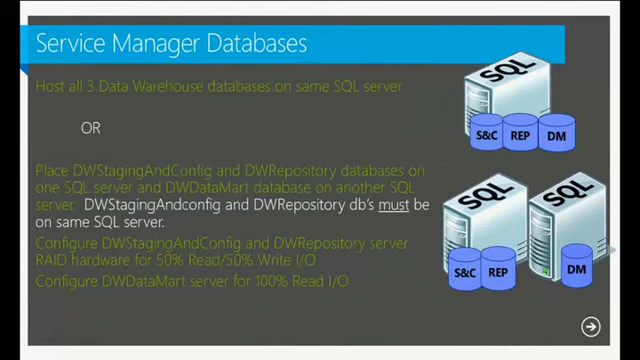 Service Manager Databases
Host all 3 Data Warehouse databases on same SQL server
OR
Place DWStagingAndConfig and DWRepository databases on
one SQL server and DWDataMart database on another SQL
server. DWStagingAndconfig and DWRepository db's must be
on same SQL server.
Configure DWStagingAndConfig and DWRepository server
RAID hardware for 50% Read/50% Write I/O
Configure DWDataMart server for 100% Read I/O
SQL
S&C REP DM
SQL SQL
S&C REP DM